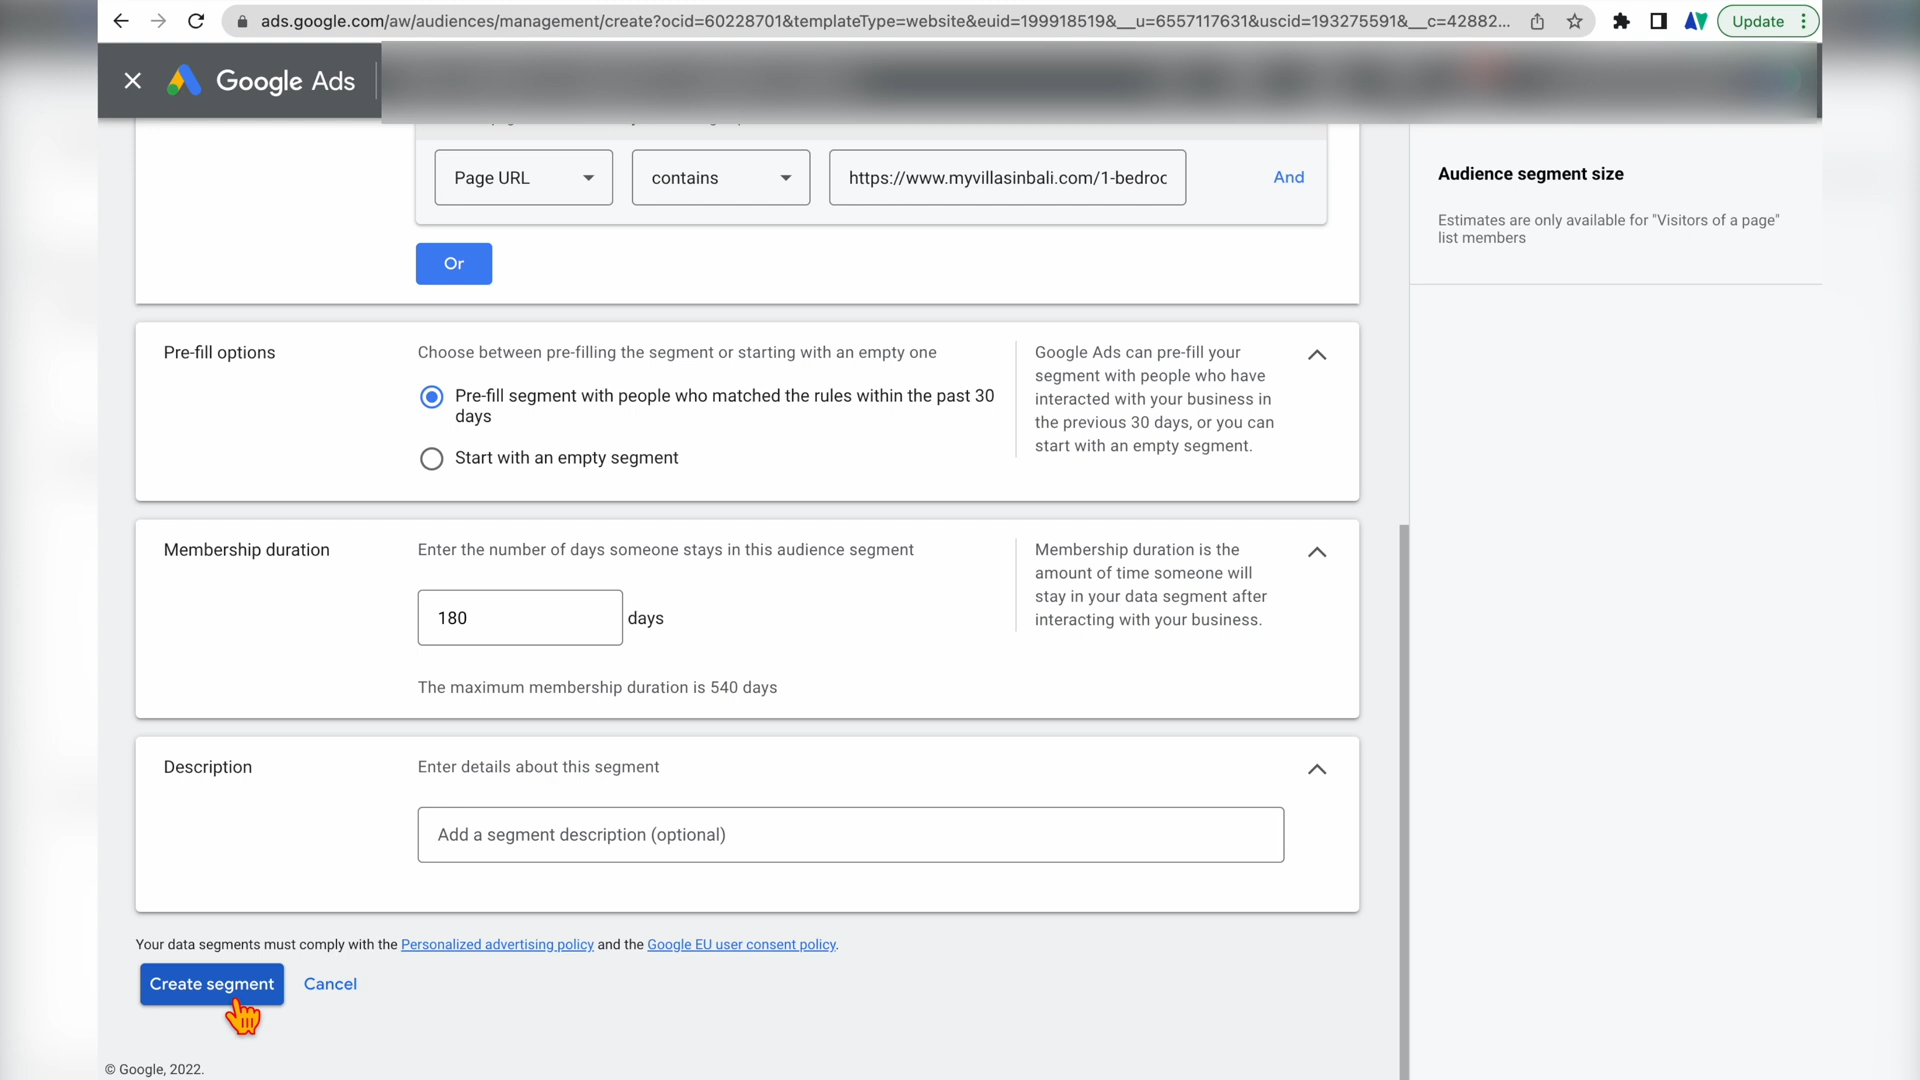 ads.google.com/aw/audiences/management/create?ocid=60228701&templateType=website&euid=199918519&__u=6557117631&uscid=193275591&__c=42882...
Update
Google Ads
Page URL
contains
https://www.myvillasinbali.com/1-bedroc
And
Or
Audience segment size
Estimates are only available for "Visitors of a page"
list members
Pre-fill options
Choose between pre-filling the segment or starting with an empty one
Pre-fill segment with people who matched the rules within the past 30
days
Start with an empty segment
Google Ads can pre-fill your
segment with people who have
interacted with your business in
the previous 30 days, or you can
start with an empty segment.
Membership duration
Enter the number of days someone stays in this audience segment
180
days
The maximum membership duration is 540 days
Membership duration is the
amount of time someone will
stay in your data segment after
interacting with your business.
Description
Enter details about this segment
Add a segment description (optional)
Your data segments must comply with the Personalized advertising policy and the Google EU user consent policy.
Create segment
Cancel
© Google, 2022.